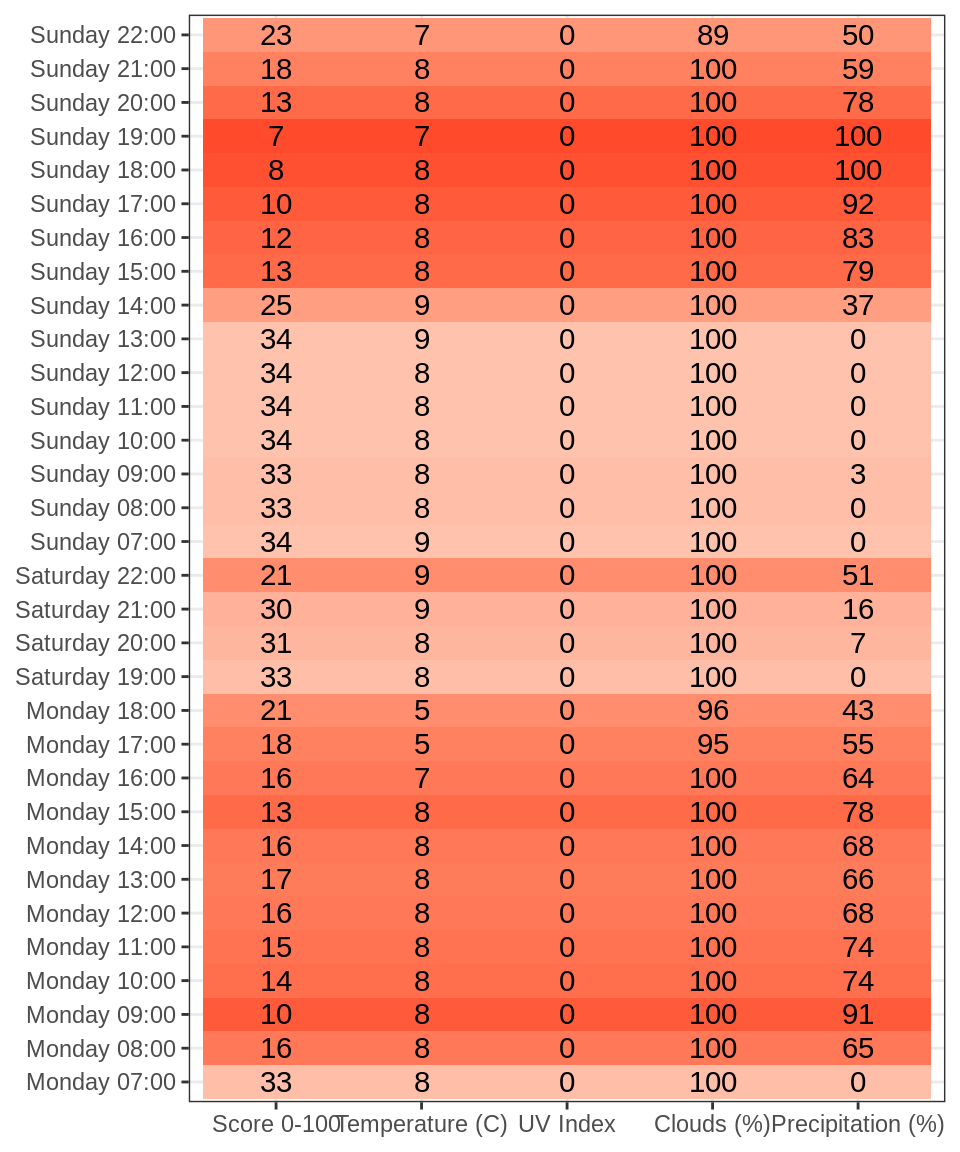 Sunday 22:00 23 7 0 89 50
Sunday 21:00 18 8 0 100 59
Sunday 20:00 13 8 0 100 78
Sunday 19:00 7 7 0 100 100
Sunday 18:00 8 8 0 100 100
Sunday 17:00 10 8 0 100 92
Sunday 16:00 12 8 0 100 83
Sunday 15:00 13 8 0 100 79
Sunday 14:00 25 9 0 100 37
Sunday 13:00 34 9 0 100 0
Sunday 12:00 34 8 0 100 0
Sunday 11:00 34 8 0 100 0
Sunday 10:00 34 8 0 100 0
Sunday 09:00 33 8 0 100 3
Sunday 08:00 33 8 0 100 0
Sunday 07:00 34 9 0 100 0
Saturday 22:00 21 9 0 100 51
Saturday 21:00 30 9 0 100 16
Saturday 20:00 31 8 0 100 7
Saturday 19:00 33 8 0 100 0
Monday 18:00 21 5 0 96 43
Monday 17:00 18 5 0 95 55
Monday 16:00 16 7 0 100 64
Monday 15:00 13 8 0 100 78
Monday 14:00 16 8 0 100 68
Monday 13:00 17 8 0 100 66
Monday 12:00 16 8 0 100 68
Monday 11:00 15 8 0 100 74
Monday 10:00 14 8 0 100 74
Monday 09:00 10 8 0 100 91
Monday 08:00 16 8 0 100 65
Monday 07:00 33 8 0 100 0
Score 0-100 Temperature (C) UV Index Clouds (%) Precipitation (%)